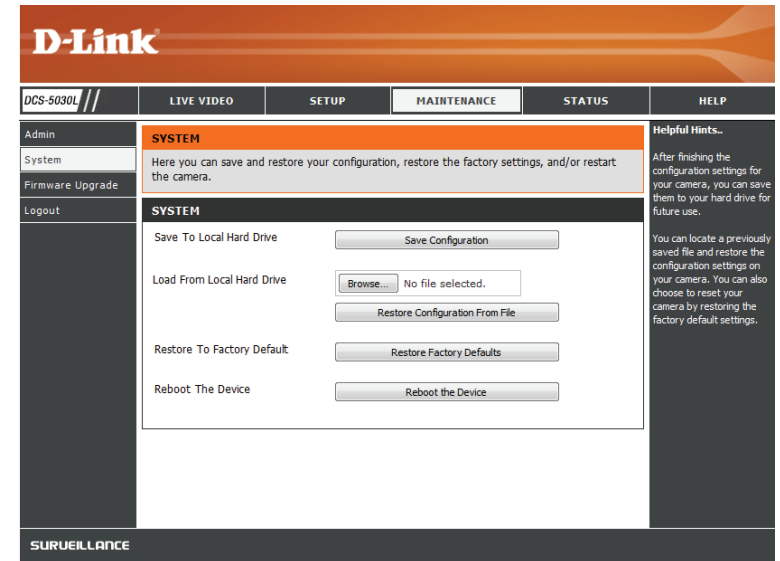 D-Link
DCS-5030L //
LIVE VIDEO
SETUP
MAINTENANCE
STATUS
HELP
Admin
System
Firmware Upgrade
Logout
SYSTEM
Here you can save and restore your configuration, restore the factory settings, and/or restart
the camera.
SYSTEM
Save To Local Hard Drive
Save Configuration
Load From Local Hard Drive
Browse... No file selected.
Restore Configuration From File
Restore To Factory Default
Restore Factory Defaults
Reboot The Device
Reboot the Device
Helpful Hints..
After finishing the
configuration settings for
your camera, you can save
them to your hard drive for
future use.
You can locate a previously
saved file and restore the
configuration settings on
your camera. You can also
choose to reset your
camera by restoring the
factory default settings.
SURVEILLANCE